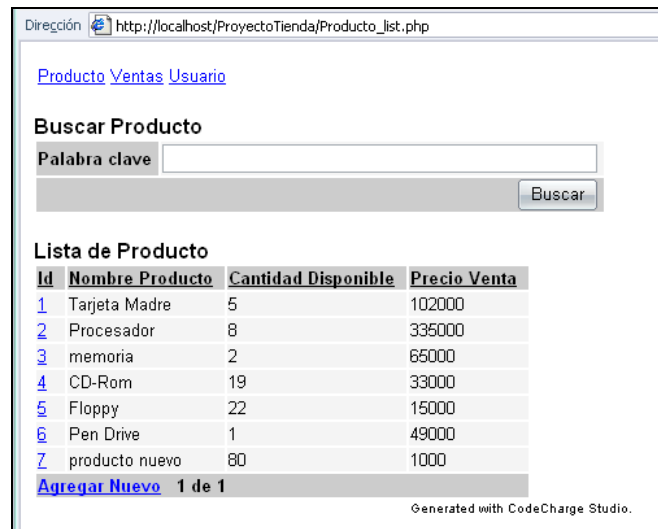 Dirección http://localhost/ProyectoTienda/Producto_list.php
Producto Ventas Usuario
Buscar Producto
Palabra clave
Buscar
Lista de Producto
Id Nombre Producto Cantidad Disponible Precio Venta
1 Tarjeta Madre 5 102000
2 Procesador 8 335000
3 memoria 2 65000
4 CD-Rom 19 33000
5 Floppy 22 15000
6 Pen Drive 1 49000
7 producto nuevo 80 1000
Agregar Nuevo 1 de 1
Generated with CodeCharge Studio.